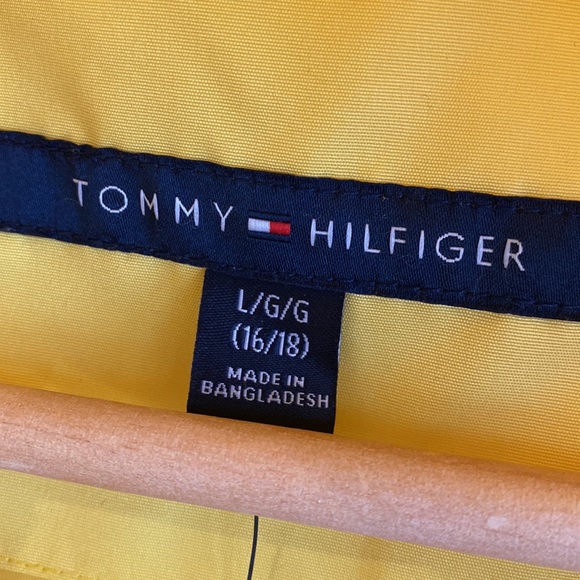 TOMMY HILFIGER
L/G/G
(16/18)
MADE IN
BANGLADESH